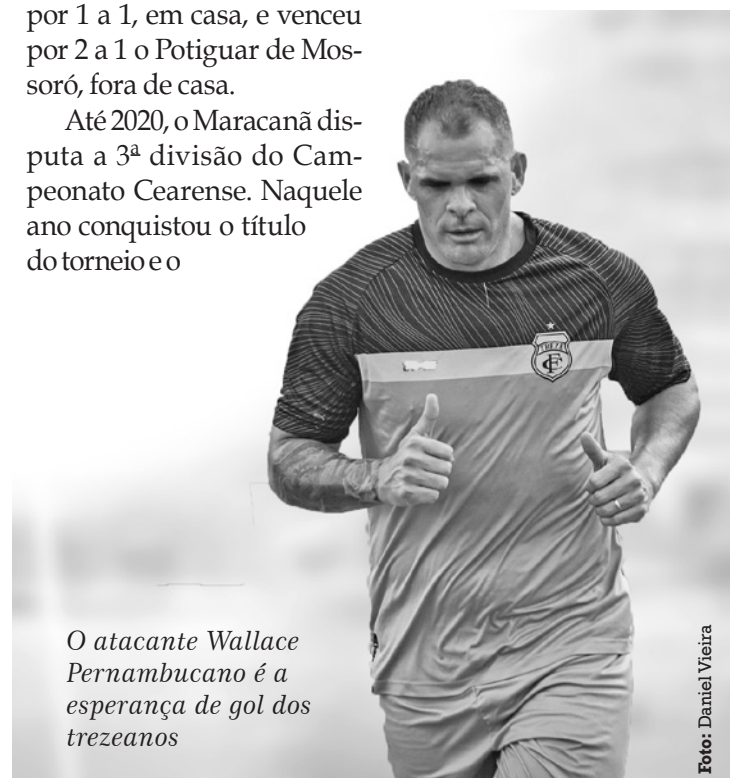 por 1 a 1, em casa, e venceu
por 2 a 1 o Potiguar de Mos-
soró, fora de casa.
Até 2020, o Maracanã dis-
puta a 3ª divisão do Cam-
peonato Cearense. Naquele
ano conquistou o título
do torneio e o
TREZE
FC
O atacante Wallace
Pernambucano é a
esperança de gol dos
trezeanos
Foto: Daniel Vieira